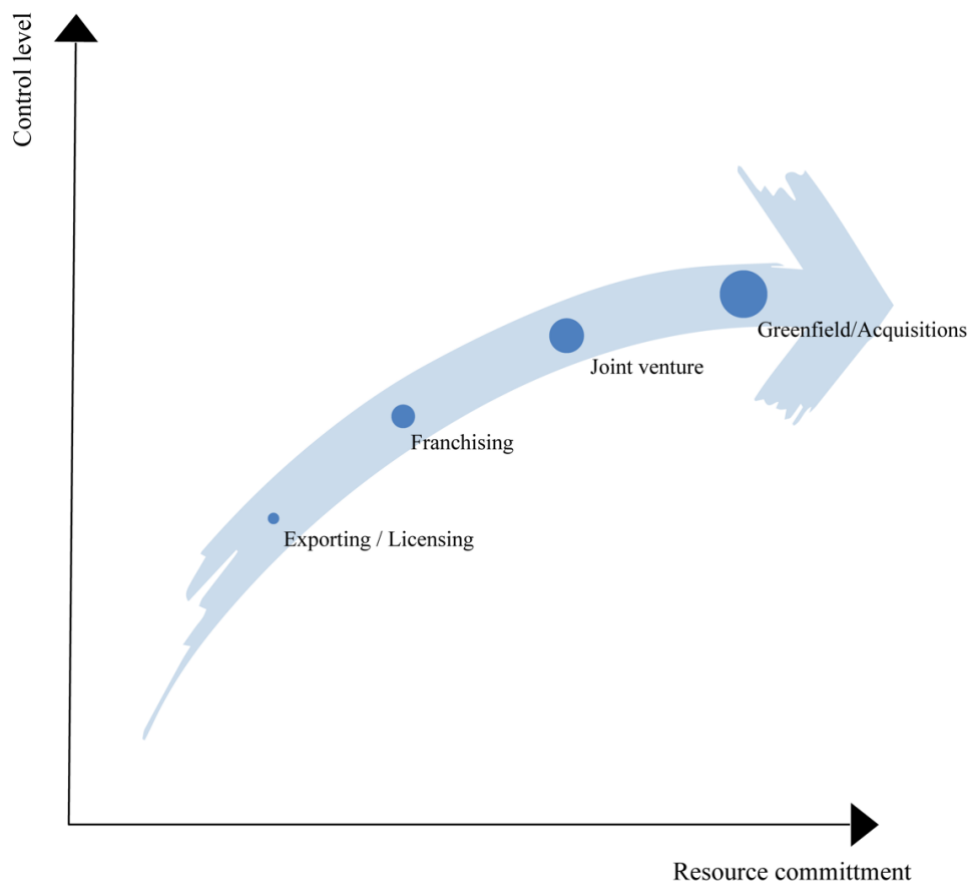 Control level
Greenfield/Acquisitions
Joint venture
Franchising
Exporting / Licensing
Resource committment